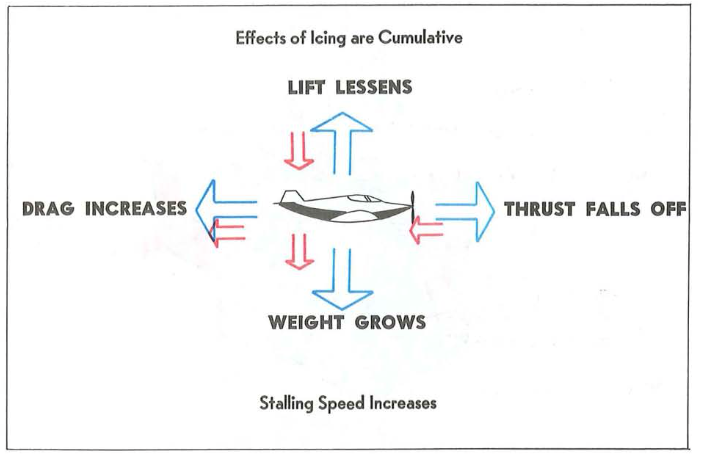 Effects of Icing are Cumulative
LIFT LESSENS
DRAG INCREASES
THRUST FALLS OFF
WEIGHT GROWS
Stalling Speed Increases